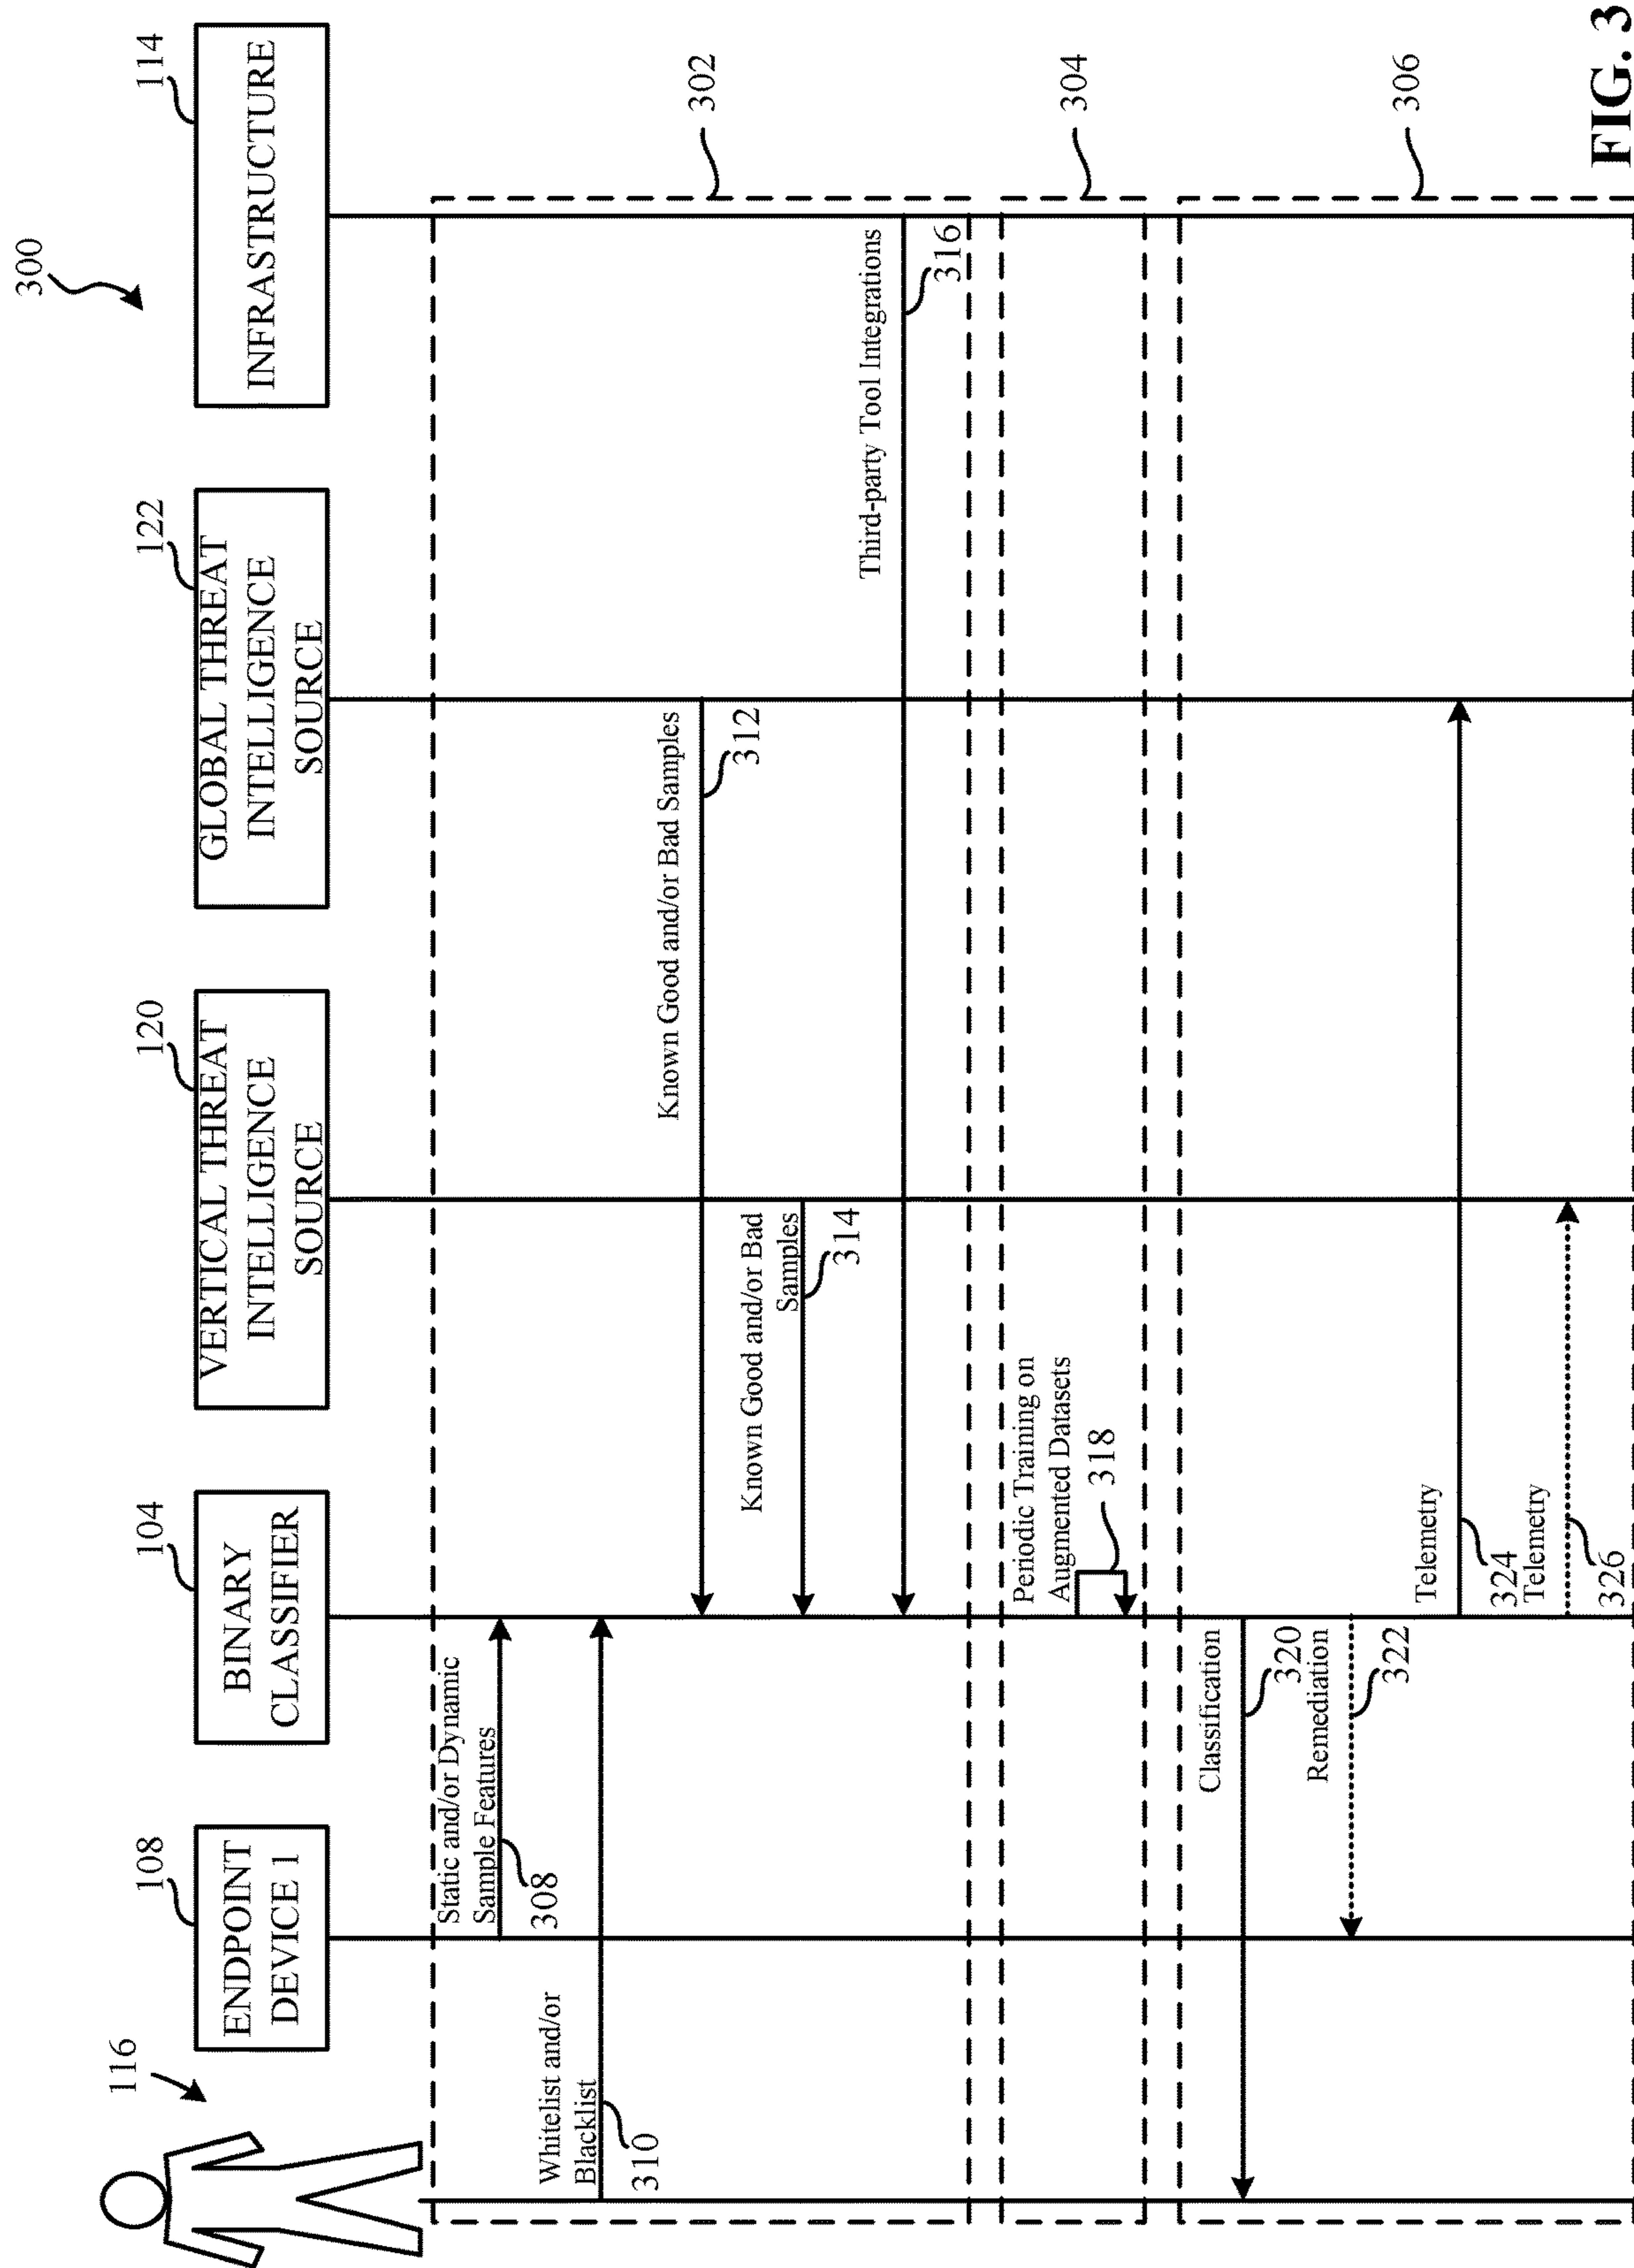 300
116
108
104
120
122
114
ENDPOINT
DEVICE 1
BINARY
CLASSIFIER
VERTICAL THREAT
INTELLIGENCE
SOURCE
GLOBAL THREAT
INTELLIGENCE
SOURCE
INFRASTRUCTURE
Static and/or Dynamic
Sample Features
308
Whitelist and/or
Blacklist
310
Known Good and/or Bad Samples
312
302
Known Good and/or Bad
Samples
314
Third-party Tool Integrations
316
Periodic Training on
Augmented Datasets
318
304
Classification
320
Remediation
322
306
Telemetry
324
Telemetry
326
FIG. 3